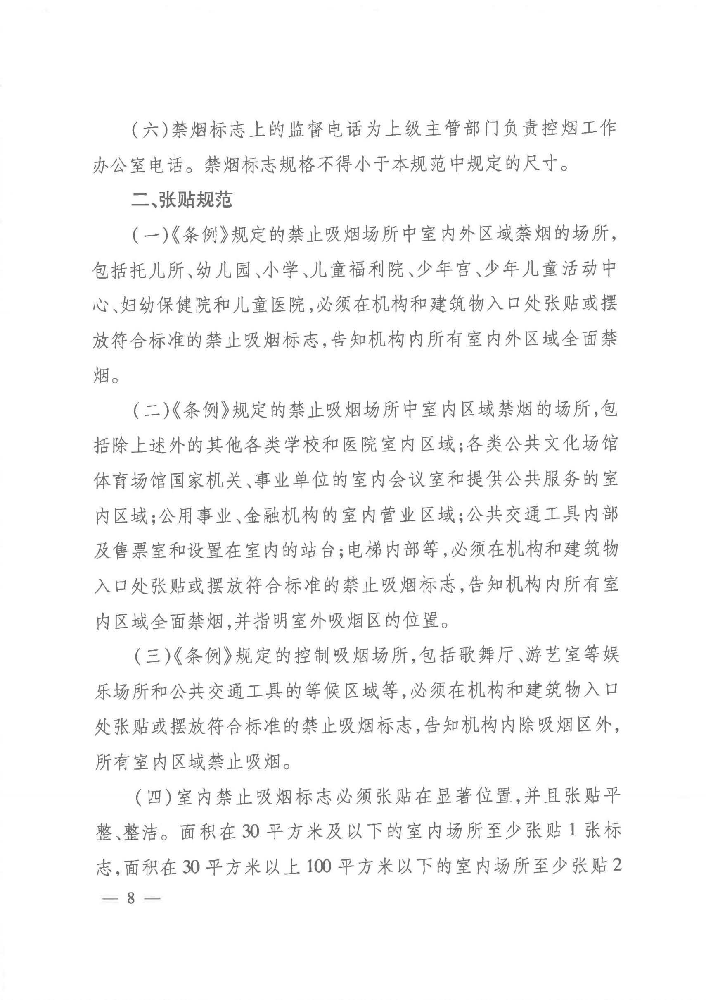 (六)禁烟标志上的监督电话为上级主管部门负责控烟工作
办公室电话。禁烟标志规格不得小于本规范中规定的尺寸。
二、张贴规范
(一)《条例》规定的禁止吸烟场所中室内外区域禁烟的场所,
包括托儿所、幼儿园、小学、儿童福利院、少年宫、少年儿童活动中
心、妇幼保健院和儿童医院,必须在机构和建筑物入口处张贴或摆
放符合标准的禁止吸烟标志,告知机构内所有室内外区域全面禁
烟。
(二)《条例》规定的禁止吸烟场所中室内区域禁烟的场所,包
括除上述外的其他各类学校和医院室内区域;各类公共文化场馆
体育场馆国家机关、事业单位的室内会议室和提供公共服务的室
内区域;公用事业、金融机构的室内营业区域;公共交通工具内部
及售票室和设置在室内的站台;电梯内部等,必须在机构和建筑物
入口处张贴或摆放符合标准的禁止吸烟标志,告知机构内所有室
内区域全面禁烟,并指明室外吸烟区的位置。
(三)《条例》规定的控制吸烟场所,包括歌舞厅、游艺室等娱
乐场所和公共交通工具的等候区域等,必须在机构和建筑物入口
处张贴或摆放符合标准的禁止吸烟标志,告知机构内除吸烟区外,
所有室内区域禁止吸烟。
(四)室内禁止吸烟标志必须张贴在显著位置,并且张贴平
整、整洁。面积在30平方米及以下的室内场所至少张贴1张标
志,面积在30平方米以上100平方米以下的室内场所至少张贴2
— 8 —